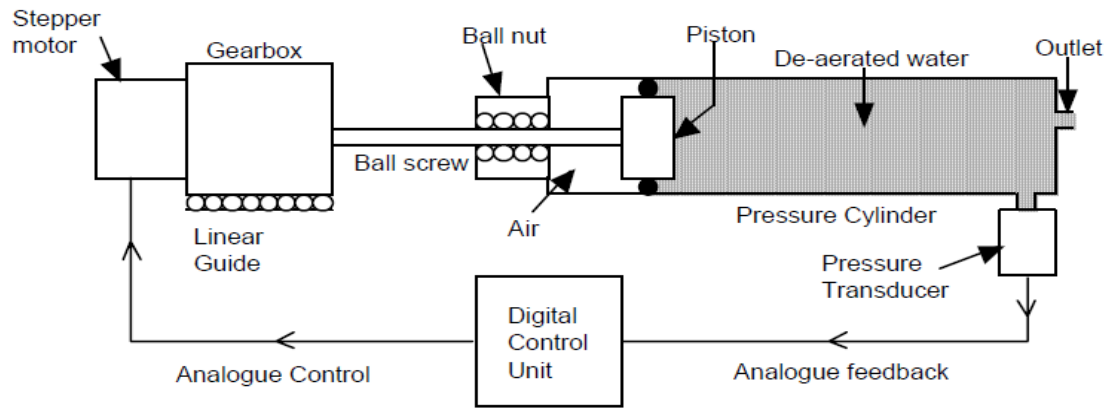 Stepper
motor
Gearbox
Ball nut
Piston
De-aerated water
Outlet
Ball screw
Air
Pressure Cylinder
Linear
Guide
Pressure
Transducer
Digital
Control
Unit
Analogue Control
Analogue feedback